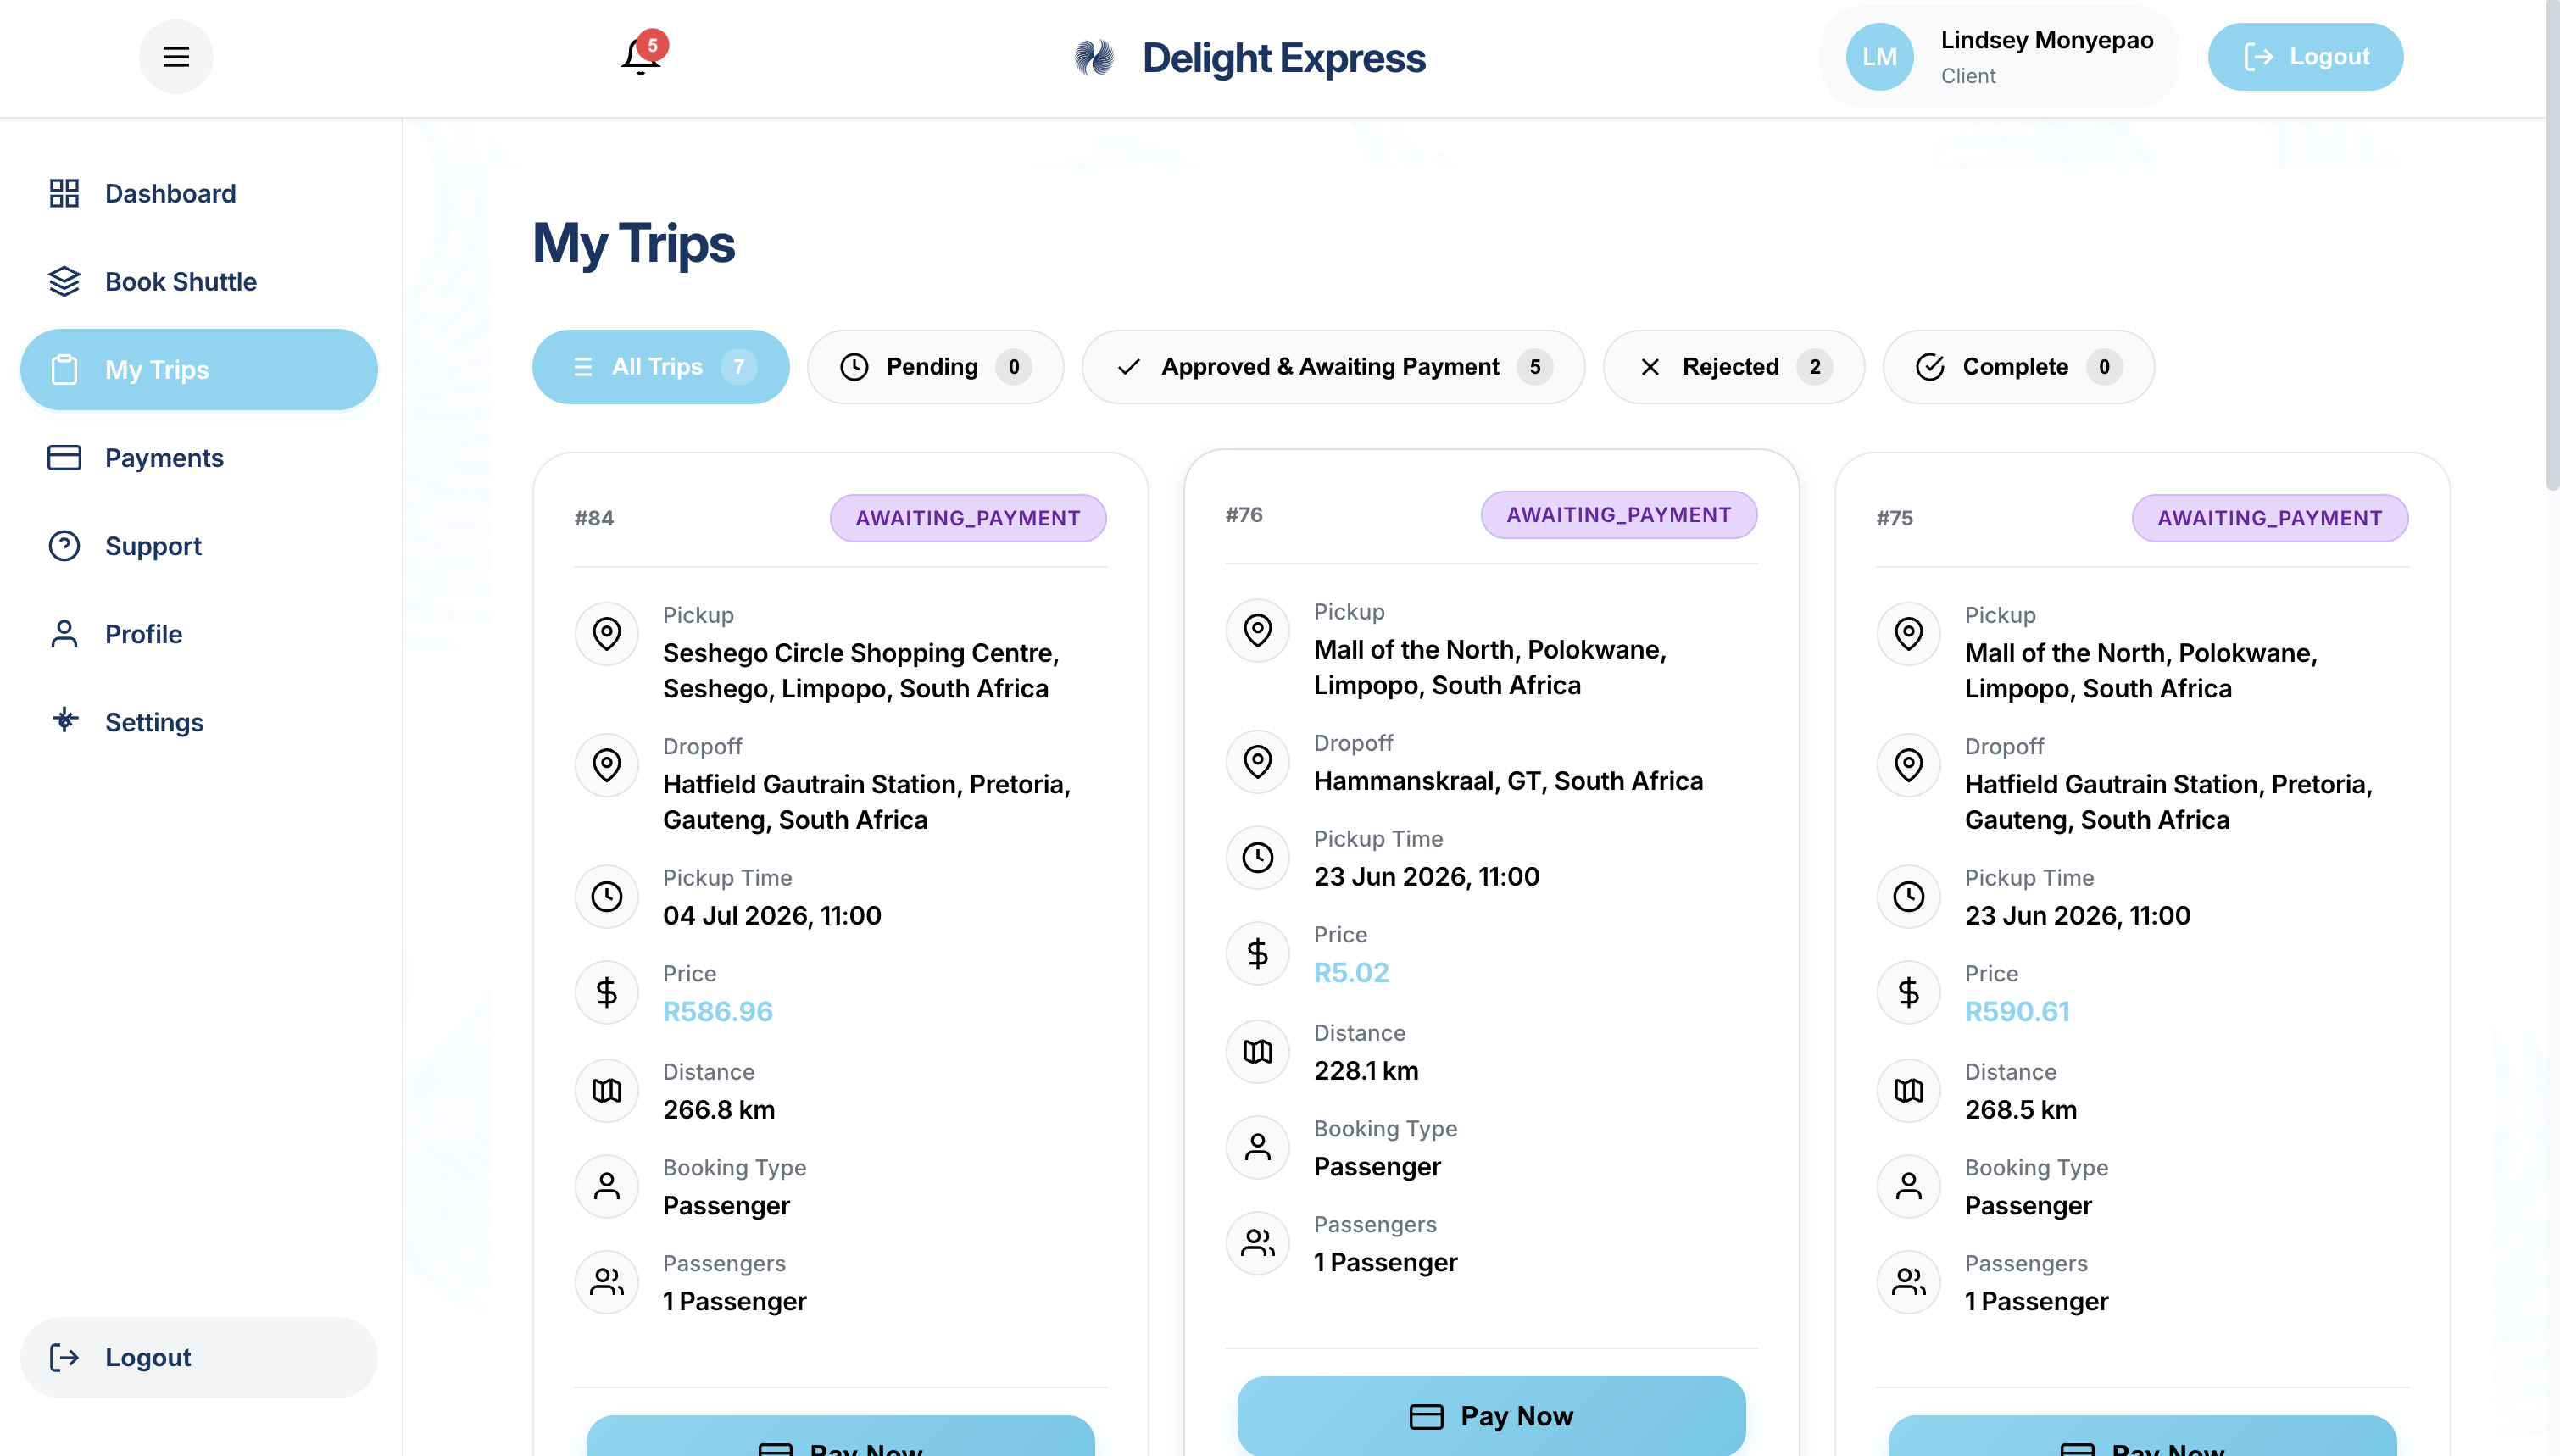 5
Delight Express
LM
Lindsey Monyepao
Client
Logout
Dashboard
Book Shuttle
My Trips
Payments
Support
Profile
Settings
Logout
My Trips
All Trips 7
Pending 0
Approved & Awaiting Payment 5
Rejected 2
Complete 0
#84
AWAITING_PAYMENT
Pickup
Seshego Circle Shopping Centre,
Seshego, Limpopo, South Africa
Dropoff
Hatfield Gautrain Station, Pretoria,
Gauteng, South Africa
Pickup Time
04 Jul 2026, 11:00
Price
R586.96
Distance
266.8 km
Booking Type
Passenger
Passengers
1 Passenger
Pay Now
#76
AWAITING_PAYMENT
Pickup
Mall of the North, Polokwane,
Limpopo, South Africa
Dropoff
Hammanskraal, GT, South Africa
Pickup Time
23 Jun 2026, 11:00
Price
R5.02
Distance
228.1 km
Booking Type
Passenger
Passengers
1 Passenger
Pay Now
#75
AWAITING_PAYMENT
Pickup
Mall of the North, Polokwane,
Limpopo, South Africa
Dropoff
Hatfield Gautrain Station, Pretoria,
Gauteng, South Africa
Pickup Time
23 Jun 2026, 11:00
Price
R590.61
Distance
268.5 km
Booking Type
Passenger
Passengers
1 Passenger
Pay Now